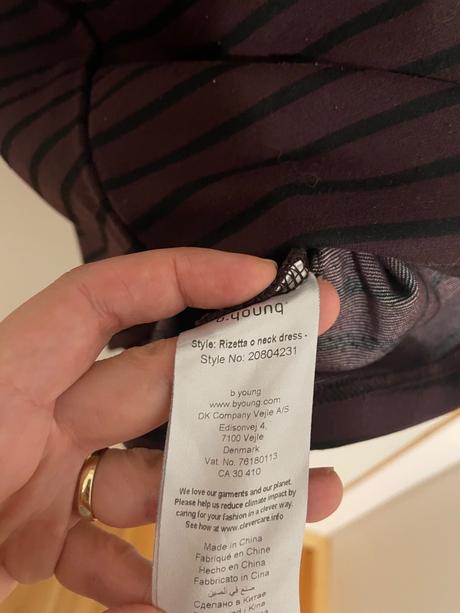 b.young
Style: Rizetta o neck dress -
Style No: 20804231
b.young
www.byoung.com
DK Company Vejle A/S
Edisonvej 4,
7100 Vejle
Denmark
Vat. No. 76180113
CA 30 410
We love our garments and our planet.
Please help us reduce climate impact by
caring for your fashion in a clever way.
See how at www.clevercare.info
Made in China
Fabriqué en Chine
Hecho en China
Fabbricato in Cina
صنع في الصين
Сделано в Китае
Kina